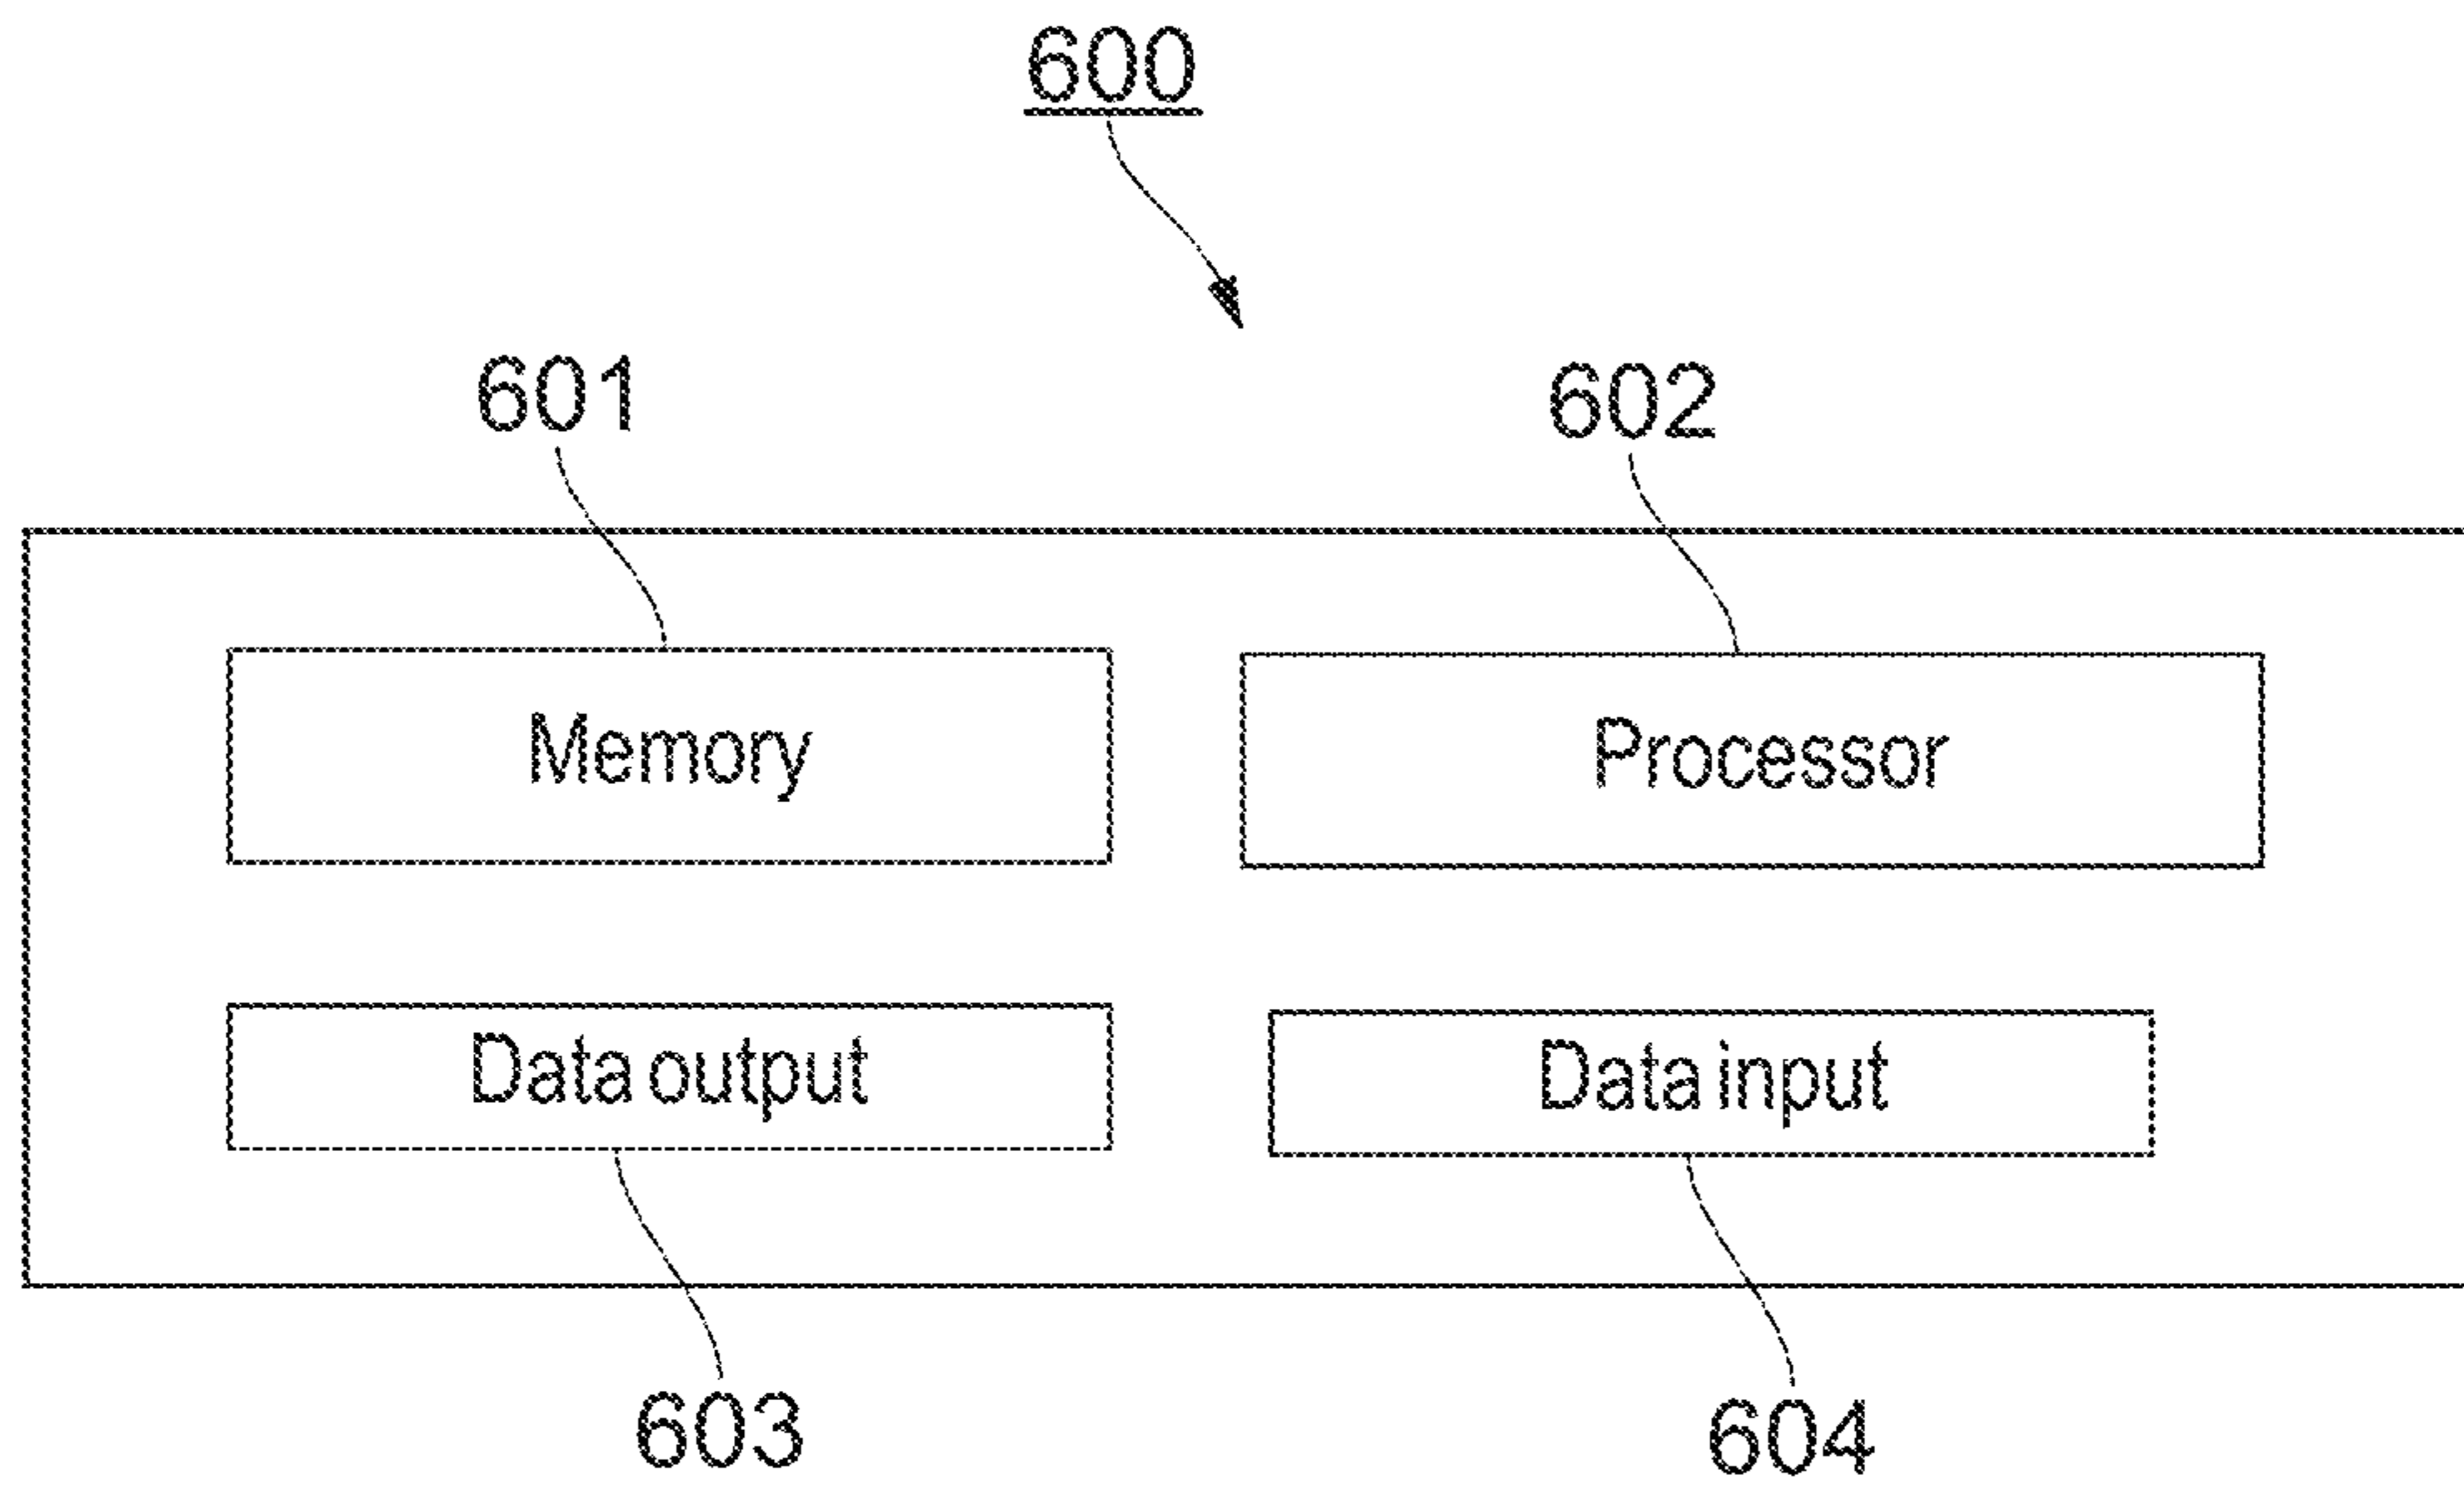 600
601
602
Memory
Processor
Data output
Data input
603
604